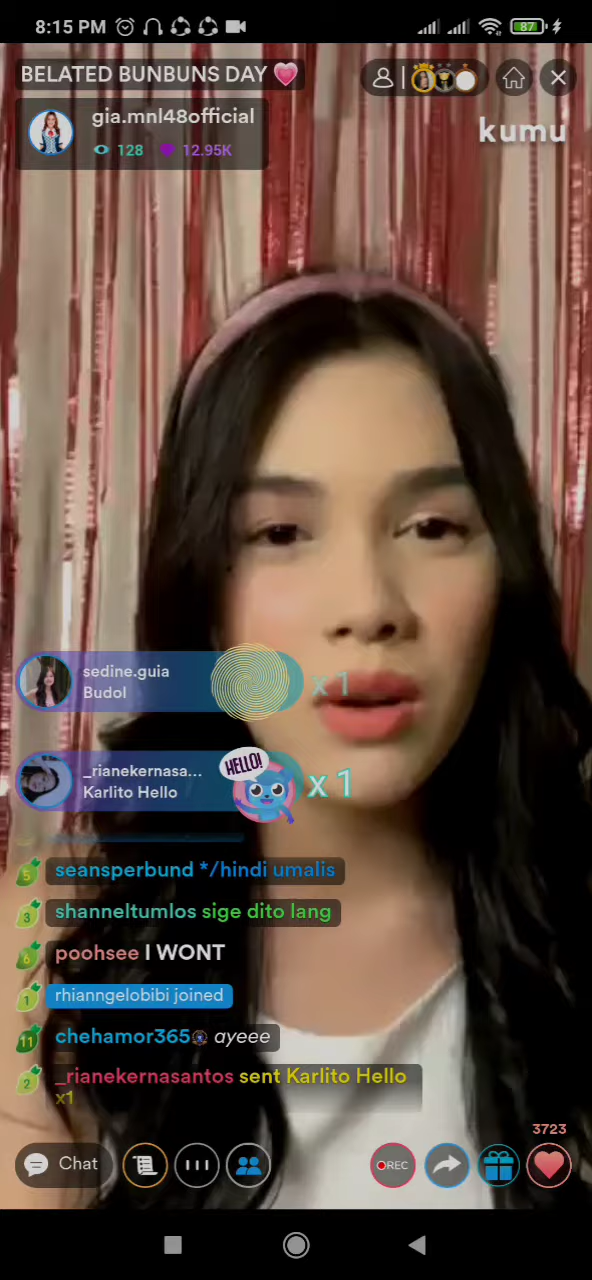 8:15 PM
87
BELATED BUNBUNS DAY
gia.mnl48official
128 12.95K
kumu
sedine.guia
Budol
x 1
HELLO!
_rianekernasa...
Karlito Hello
x 1
5 seansperbund */hindi umalis
3 shanneltumlos sige dito lang
6 poohsee I WONT
1 rhianngelobibi joined
11 chehamor365 ayeee
2 _rianekernasantos sent Karlito Hello
x1
3723
Chat
REC